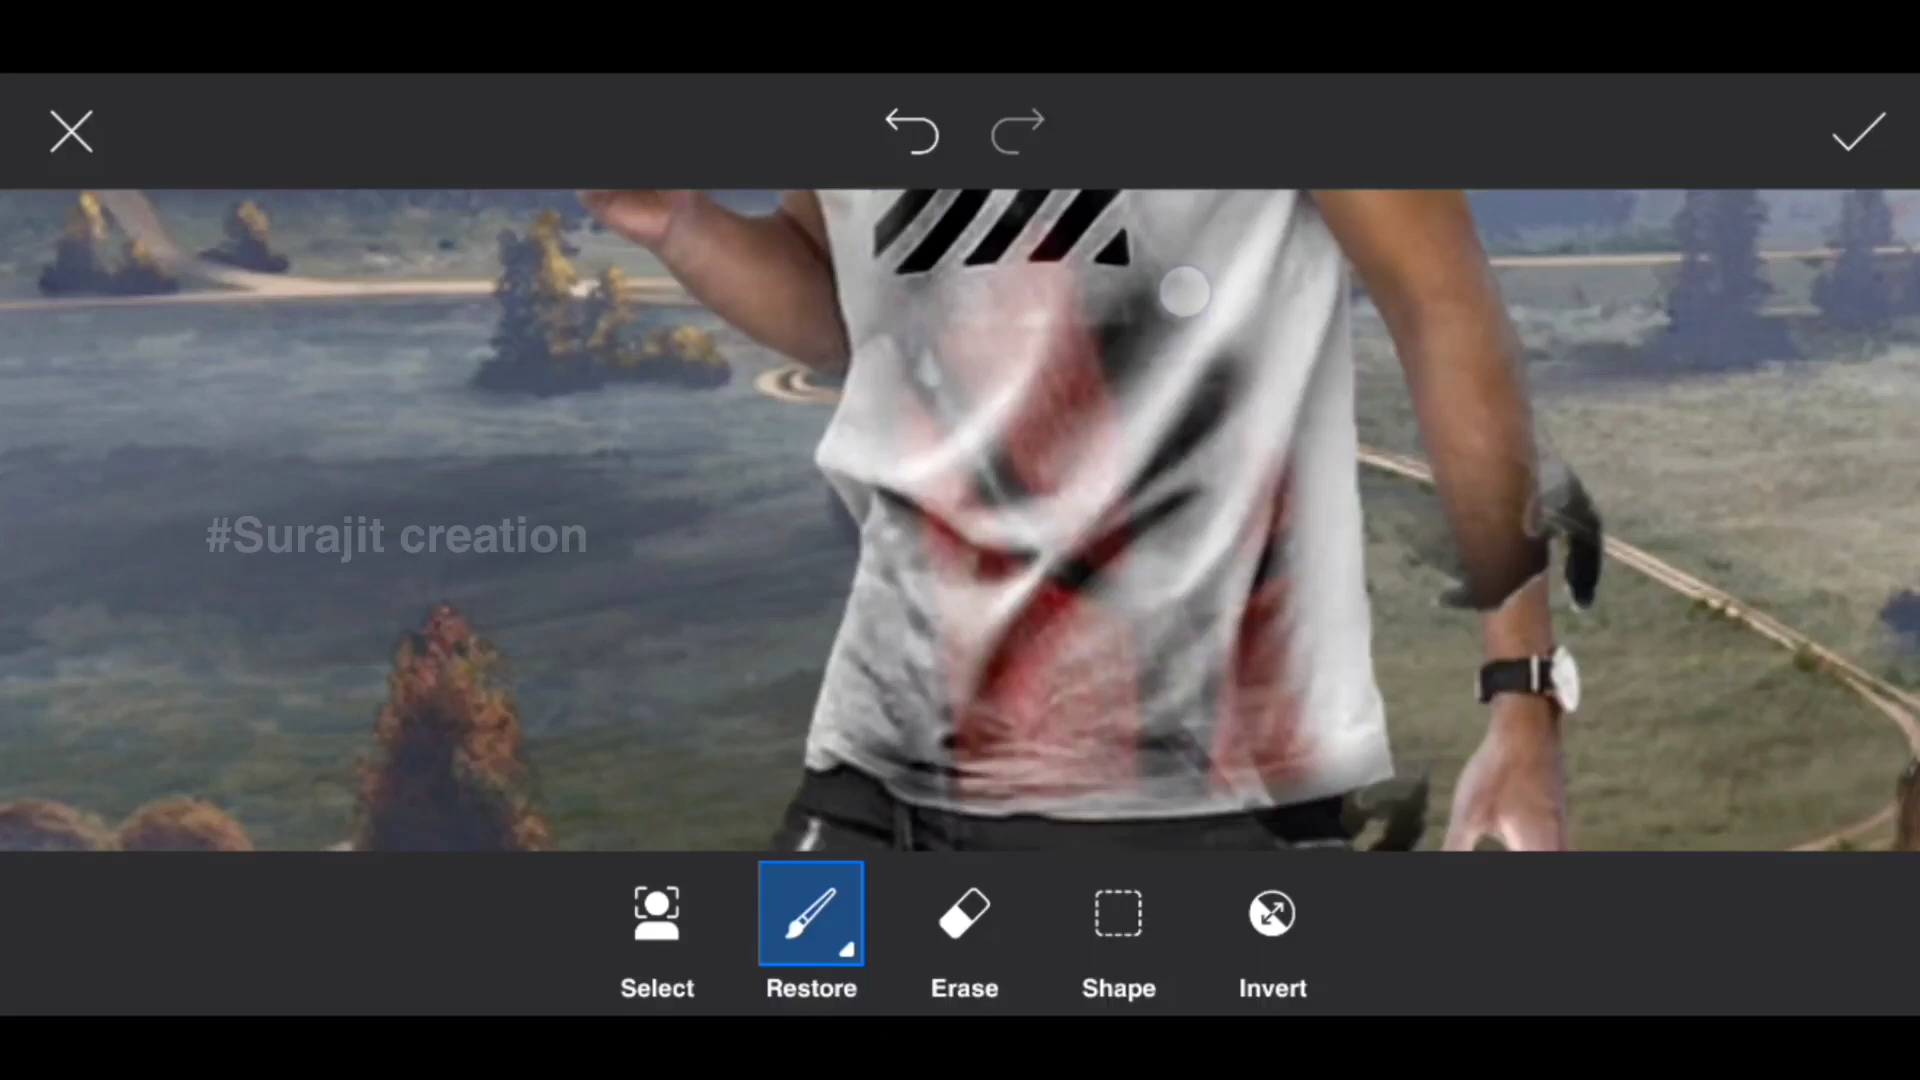 #Surajit creation
Select
Restore
Erase
Shape
Invert